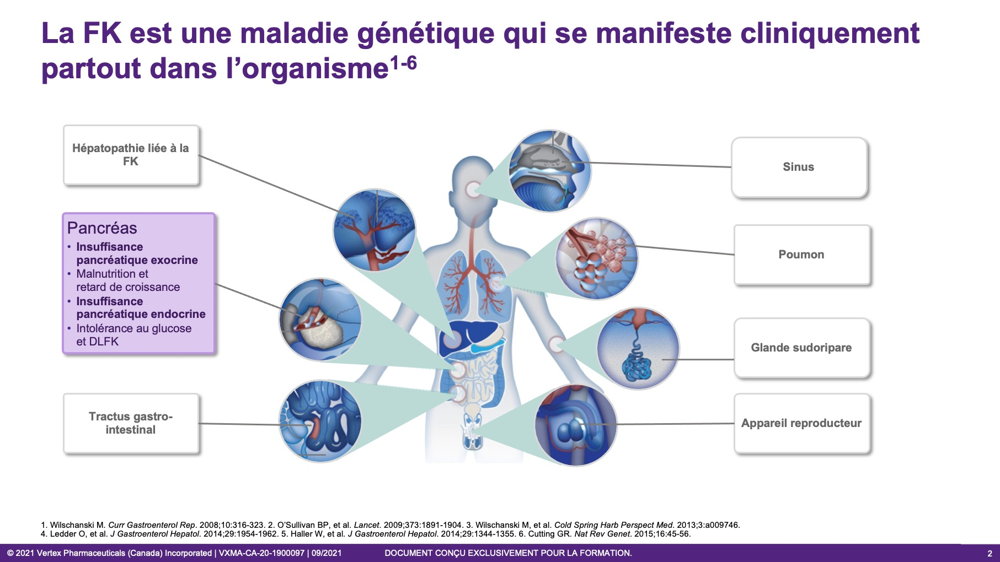 La FK est une maladie génétique qui se manifeste cliniquement
partout dans l’organisme1-6
Hépatopathie liée à la
FK
Pancréas
• Insuffisance
pancréatique exocrine
• Malnutrition et
retard de croissance
• Insuffisance
pancréatique endocrine
• Intolérance au glucose
et DLFK
Tractus gastro-
intestinal
Sinus
Poumon
Glande sudoripare
Appareil reproducteur
1. Wilschanski M. Curr Gastroenterol Rep. 2008;10:316-323. 2. O’Sullivan BP, et al. Lancet. 2009;373:1891-1904. 3. Wilschanski M, et al. Cold Spring Harb Perspect Med. 2013;3:a009746.
4. Ledder O, et al. J Gastroenterol Hepatol. 2014;29:1954-1962. 5. Haller W, et al. J Gastroenterol Hepatol. 2014;29:1344-1355. 6. Cutting GR. Nat Rev Genet. 2015;16:45-56.
© 2021 Vertex Pharmaceuticals (Canada) Incorporated | VXMA-CA-20-1900097 | 09/2021 DOCUMENT CONÇU EXCLUSIVEMENT POUR LA FORMATION. 2